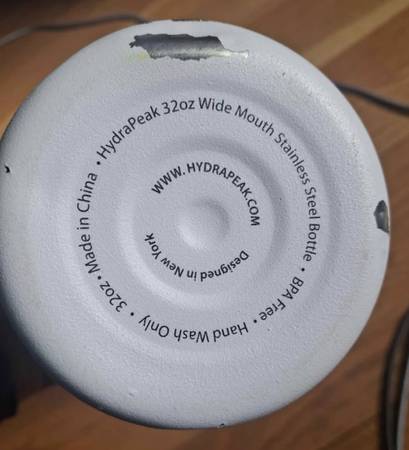 • HydraPeak 32oz Wide Mouth Stainless Steel Bottle • BPA Free • Hand Wash Only • 32oz • Made in China
WWW.HYDRAPEAK.COM
Designed in New York